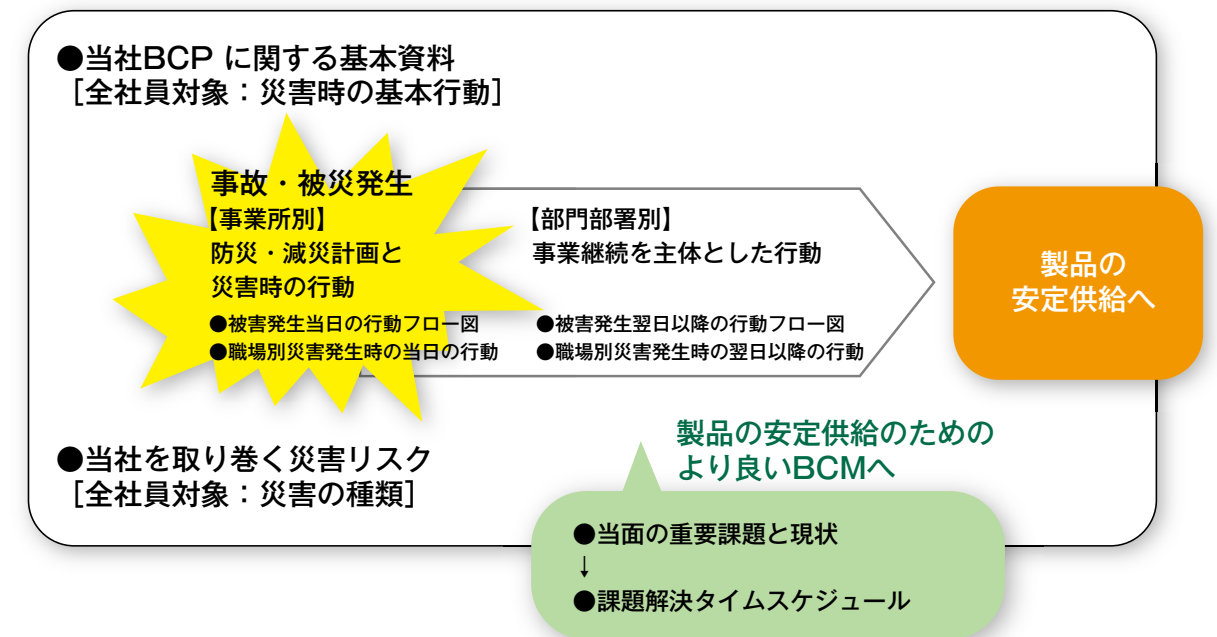 ●当社BCP に関する基本資料
［全社員対象：災害時の基本行動］
事故・被災発生
【事業所別】
防災・減災計画と
災害時の行動
●被害発生当日の行動フロー図
●職場別災害発生時の当日の行動
【部門部署別】
事業継続を主体とした行動
●被害発生翌日以降の行動フロー図
●職場別災害発生時の翌日以降の行動
製品の
安定供給へ
●当社を取り巻く災害リスク
［全社員対象：災害の種類］
製品の安定供給のための
より良いBCMへ
●当面の重要課題と現状
↓
●課題解決タイムスケジュール